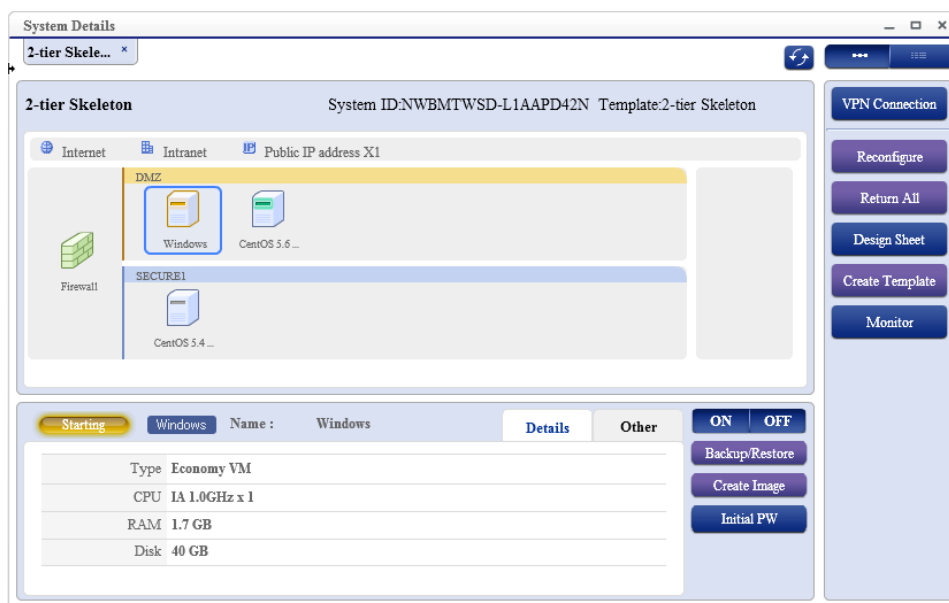 System Details
2-tier Skele... ×
2-tier Skeleton System ID:NWBMTWSD-L1AAPD42N Template:2-tier Skeleton
Internet Intranet IP Public IP address X1
DMZ
Windows CentOS 5.6 ...
Firewall
SECURE1
CentOS 5.4 ...
VPN Connection
Reconfigure
Return All
Design Sheet
Create Template
Monitor
Starting Windows Name : Windows Details Other
Type Economy VM
CPU IA 1.0GHz x 1
RAM 1.7 GB
Disk 40 GB
ON OFF
Backup/Restore
Create Image
Initial PW